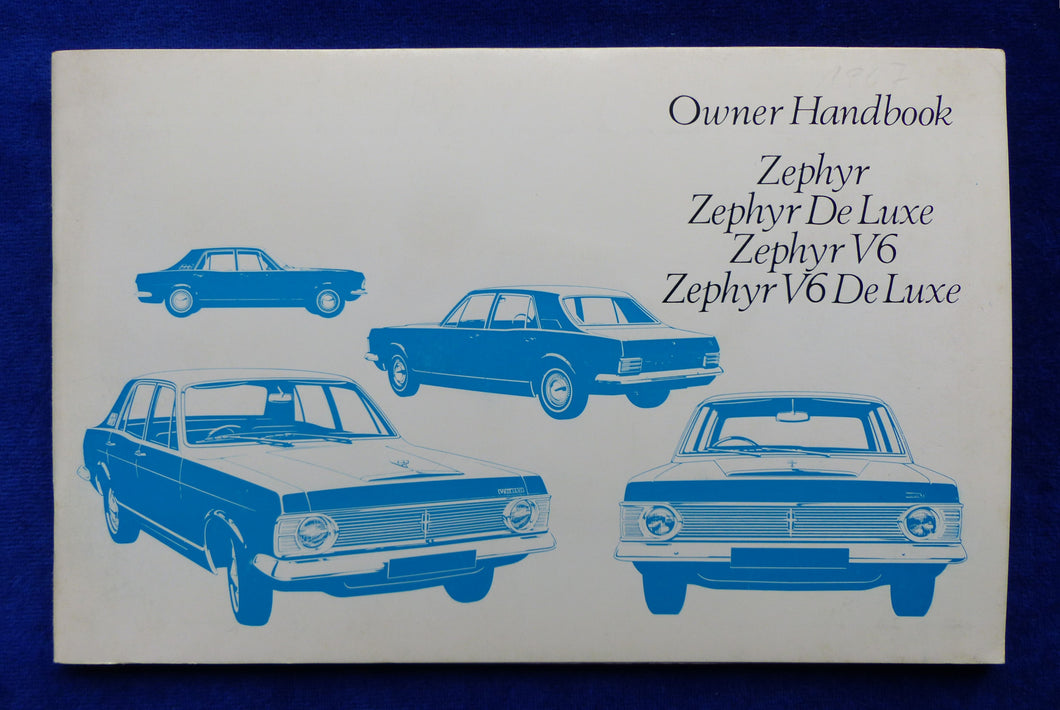 Owner Handbook
Zephyr
Zephyr De Luxe
Zephyr V6
Zephyr V6 De Luxe